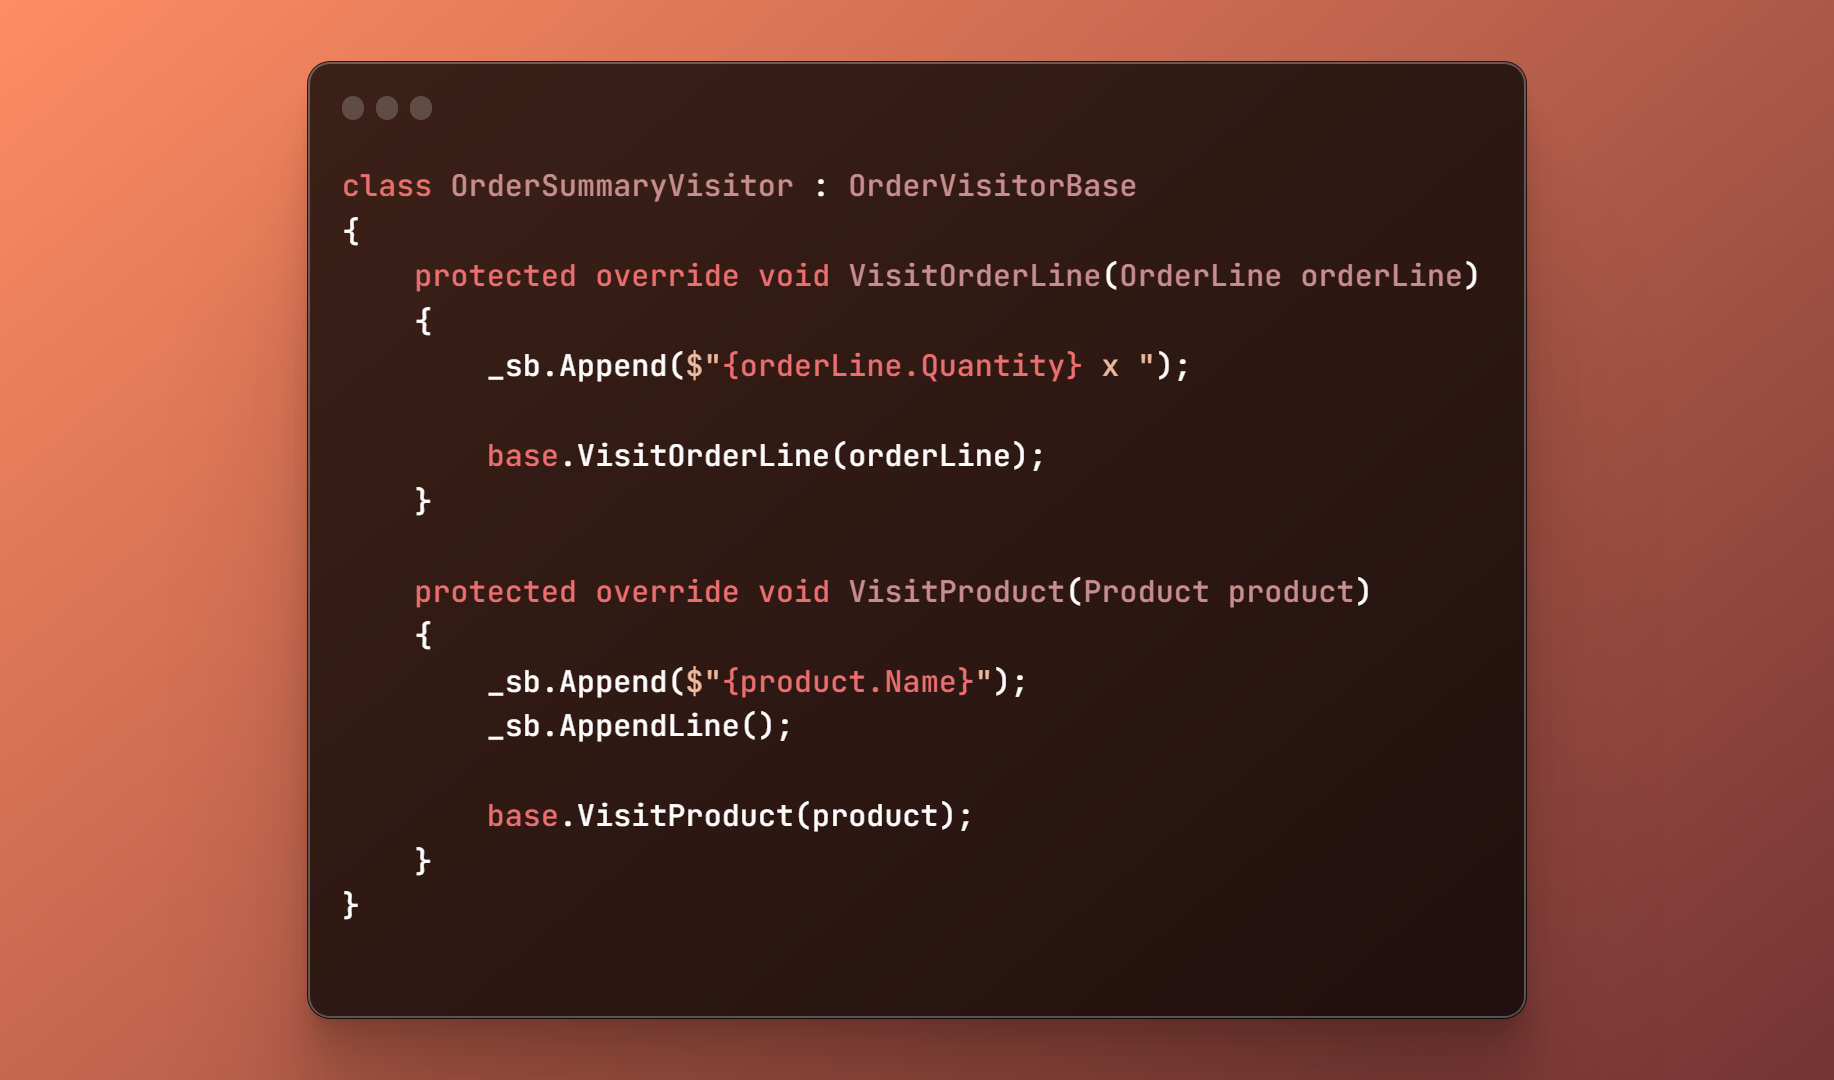 class OrderSummaryVisitor : OrderVisitorBase
{
    protected override void VisitOrderLine(OrderLine orderLine)
    {
        _sb.Append($"{orderLine.Quantity} x ");

        base.VisitOrderLine(orderLine);
    }

    protected override void VisitProduct(Product product)
    {
        _sb.Append($"{product.Name}");
        _sb.AppendLine();

        base.VisitProduct(product);
    }
}